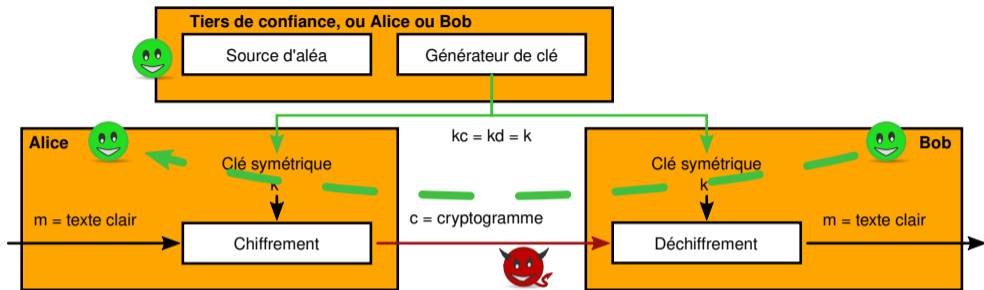 Tiers de confiance, ou Alice ou Bob
Source d'aléa
Générateur de clé
Alice
kc = kd = k
Bob
Clé symétrique
k
Clé symétrique
k
m = texte clair
c = cryptogramme
m = texte clair
Chiffrement
Déchiffrement